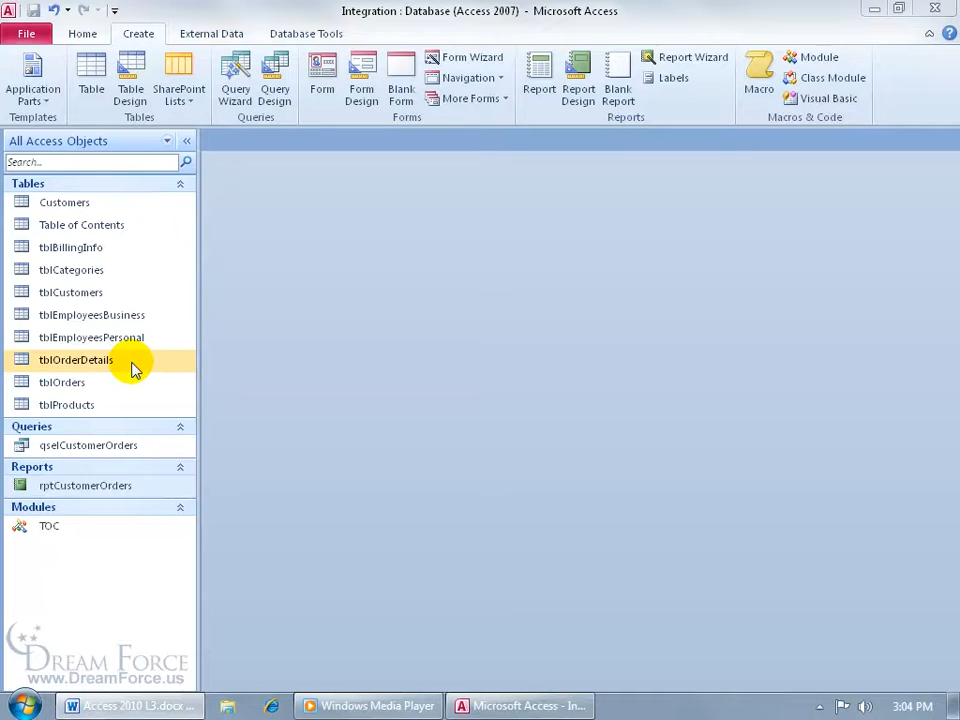 Integration : Database (Access 2007) - Microsoft Access
File Home Create External Data Database Tools
Application Parts Table Table Design SharePoint Lists Query Wizard Query Design Form Form Design Blank Form Form Wizard Navigation More Forms Report Report Design Blank Report Report Wizard Labels Macro Module Class Module Visual Basic
Templates Tables Queries Forms Reports Macros & Code
All Access Objects
Search...
Tables
Customers
Table of Contents
tblBillingInfo
tblCategories
tblCustomers
tblEmployeesBusiness
tblEmployeesPersonal
tblOrderDetails
tblOrders
tblProducts
Queries
qselCustomerOrders
Reports
rptCustomerOrders
Modules
TOC
DREAM FORCE
www.DreamForce.us
Access 2010 L3.docx ... Windows Media Player Microsoft Access - In... 3:04 PM